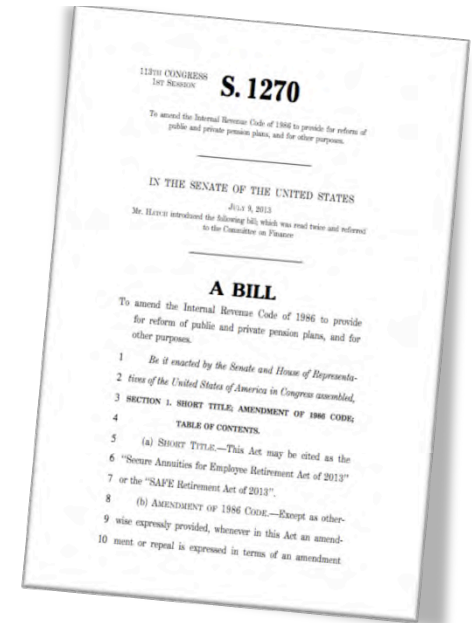 113TH CONGRESS
1ST SESSION
S. 1270
To amend the Internal Revenue Code of 1986 to provide for reform of
public and private pension plans, and for other purposes.
IN THE SENATE OF THE UNITED STATES
JULY 9, 2013
Mr. HATCH introduced the following bill; which was read twice and referred
to the Committee on Finance
A BILL
To amend the Internal Revenue Code of 1986 to provide
for reform of public and private pension plans, and for
other purposes.
1 Be it enacted by the Senate and House of Representa-
2 tives of the United States of America in Congress assembled,
3 SECTION 1. SHORT TITLE; AMENDMENT OF 1986 CODE;
4 TABLE OF CONTENTS.
5 (a) SHORT TITLE.—This Act may be cited as the
6 "Secure Annuities for Employee Retirement Act of 2013"
7 or the "SAFE Retirement Act of 2013".
8 (b) AMENDMENT OF 1986 CODE.—Except as other-
9 wise expressly provided, whenever in this Act an amend-
10 ment or repeal is expressed in terms of an amendment